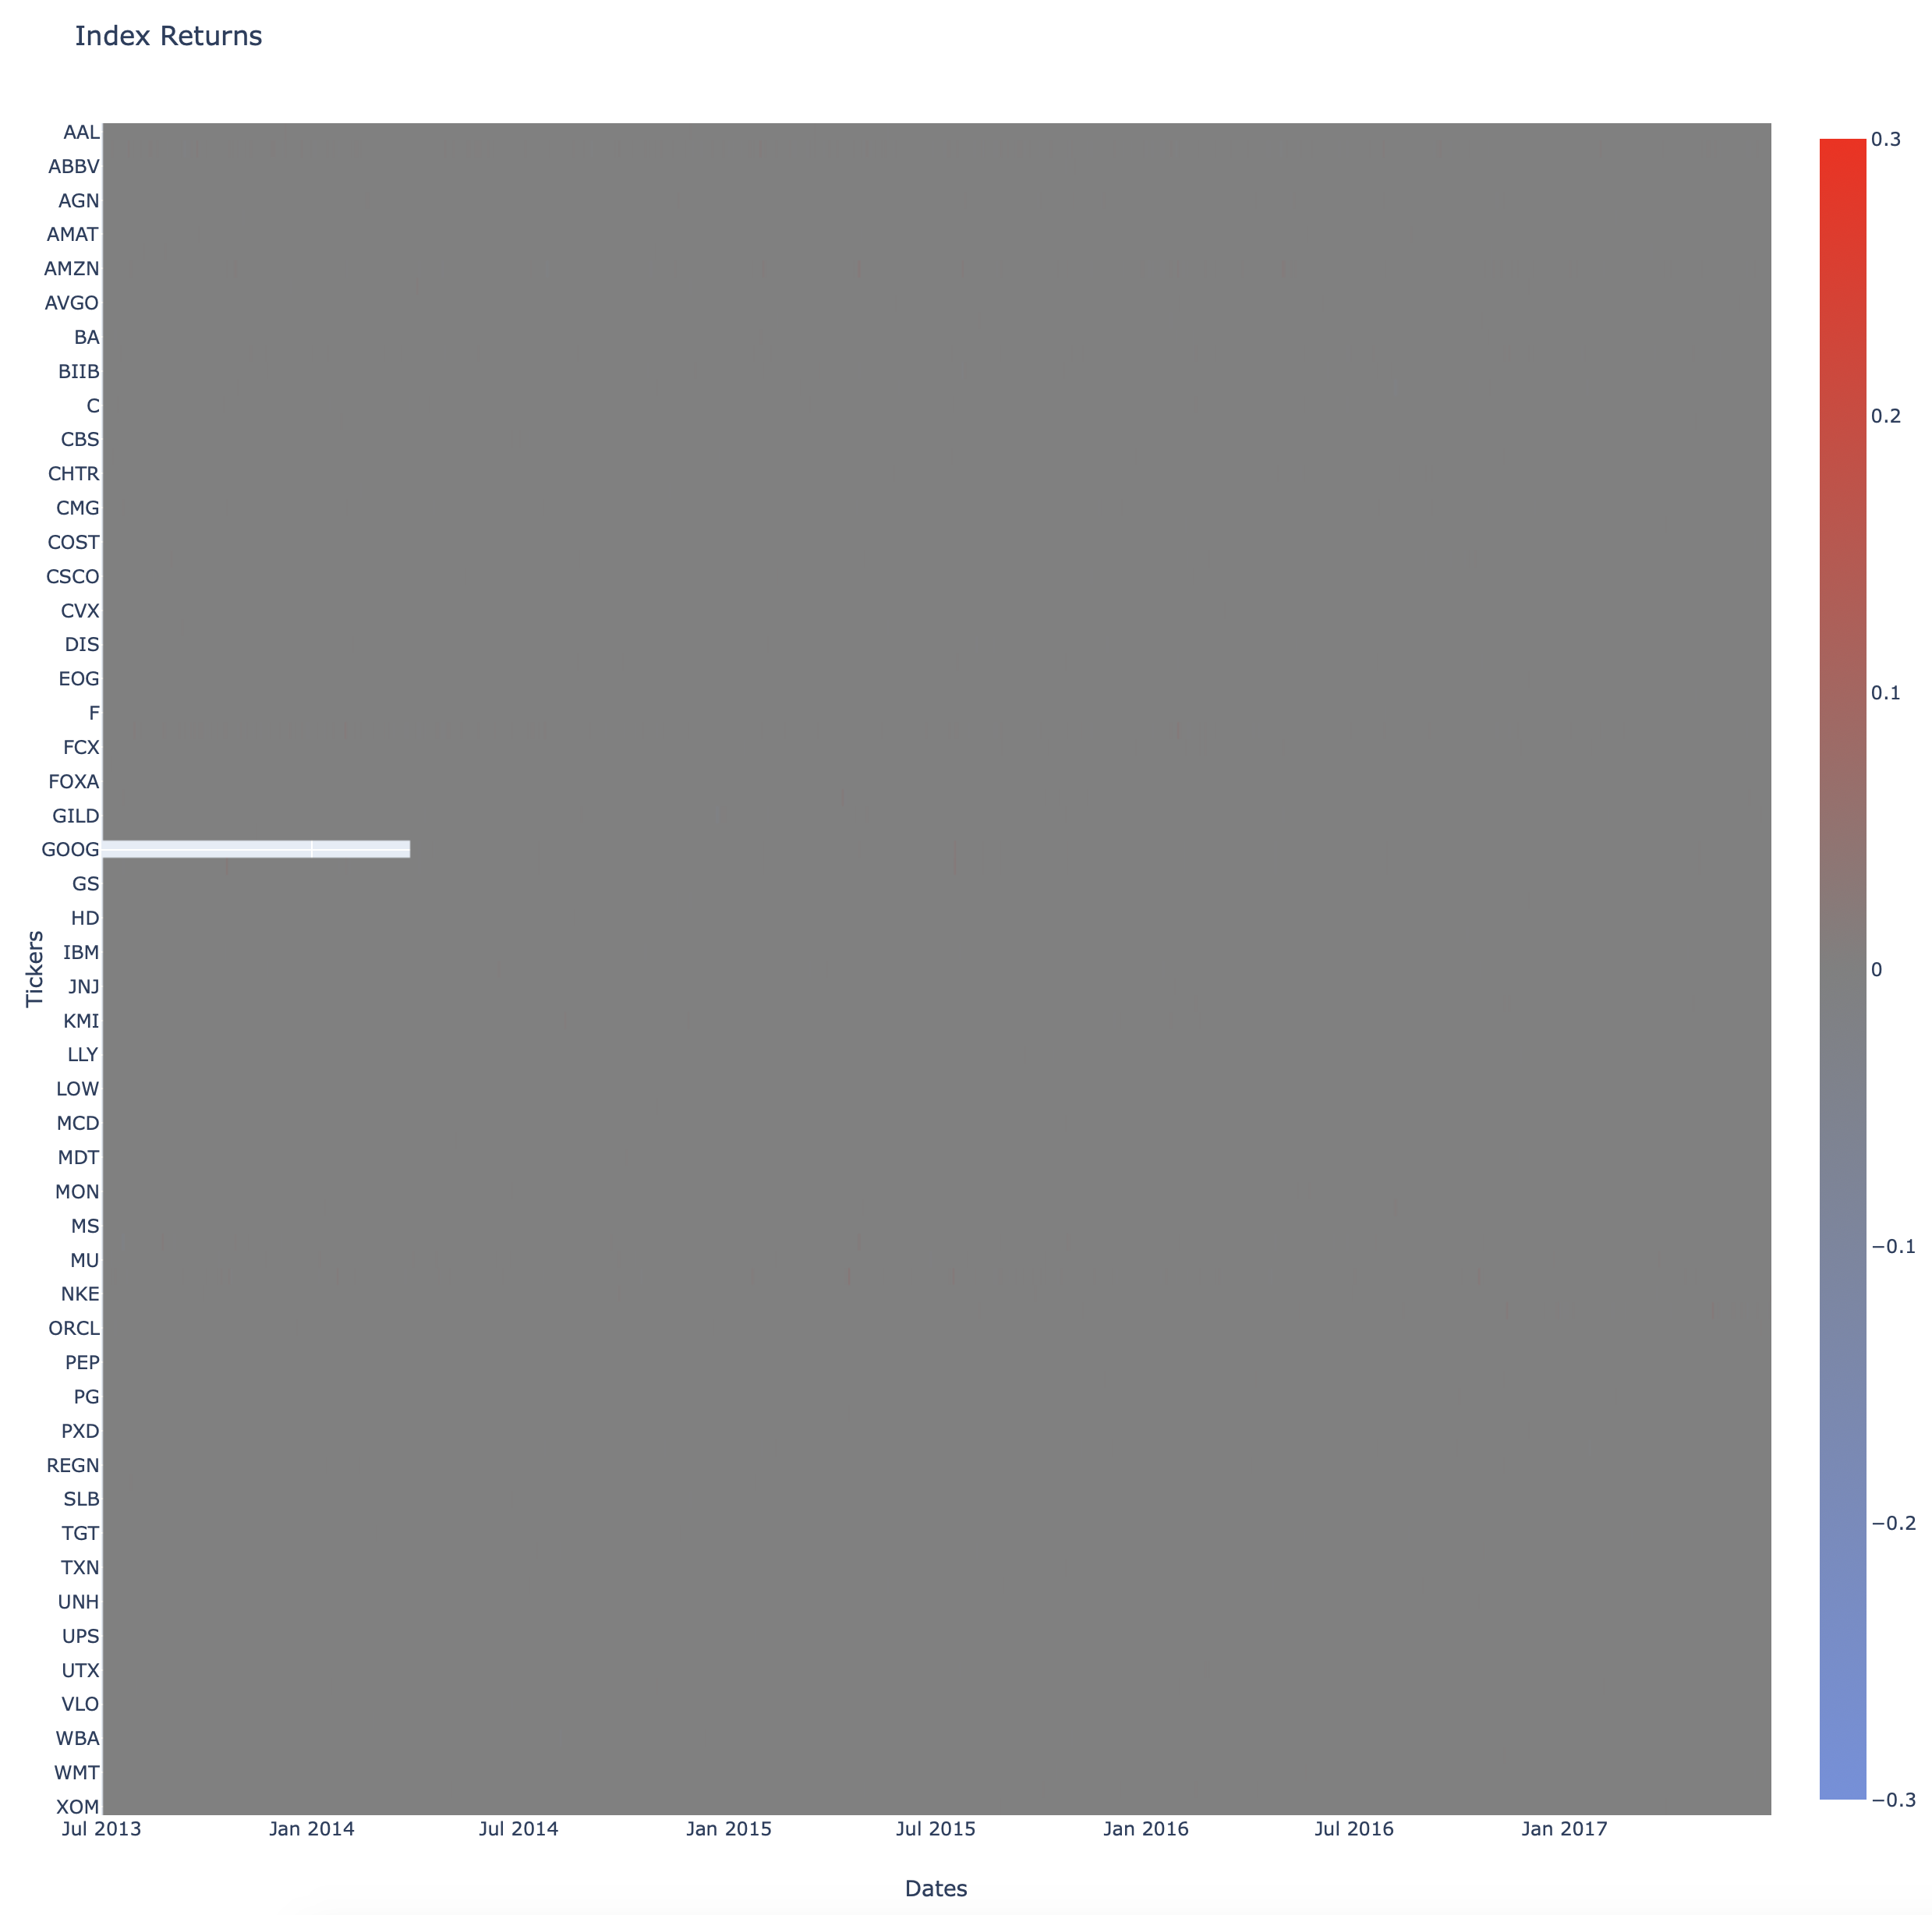 Index Returns
AAL
ABBV
AGN
AMAT
AMZN
AVGO
BA
BIIB
C
CBS
CHTR
CMG
COST
CSCO
CVX
DIS
EOG
F
FCX
FOXA
GILD
GOOG
GS
HD
IBM
JNJ
KMI
LLY
LOW
MCD
MDT
MON
MS
MU
NKE
ORCL
PEP
PG
PXD
REGN
SLB
TGT
TXN
UNH
UPS
UTX
VLO
WBA
WMT
XOM
Tickers
Jul 2013 Jan 2014 Jul 2014 Jan 2015 Jul 2015 Jan 2016 Jul 2016 Jan 2017
Dates
0.3
0.2
0.1
0
−0.1
−0.2
−0.3